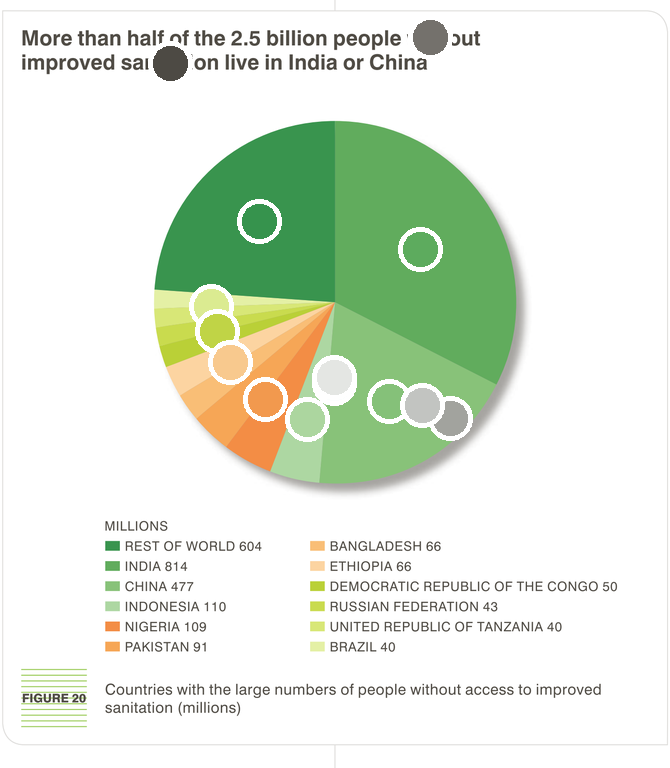 More than half of the 2.5 billion people out
improved on live in India or China
MILLIONS
REST OF WORLD 604
INDIA 814
CHINA 477
INDONESIA 110
NIGERIA 109
PAKISTAN 91
BANGLADESH 66
ETHIOPIA 66
DEMOCRATIC REPUBLIC OF THE CONGO 50
RUSSIAN FEDERATION 43
UNITED REPUBLIC OF TANZANIA 40
BRAZIL 40
FIGURE 20
Countries with the large numbers of people without access to improved
sanitation (millions)